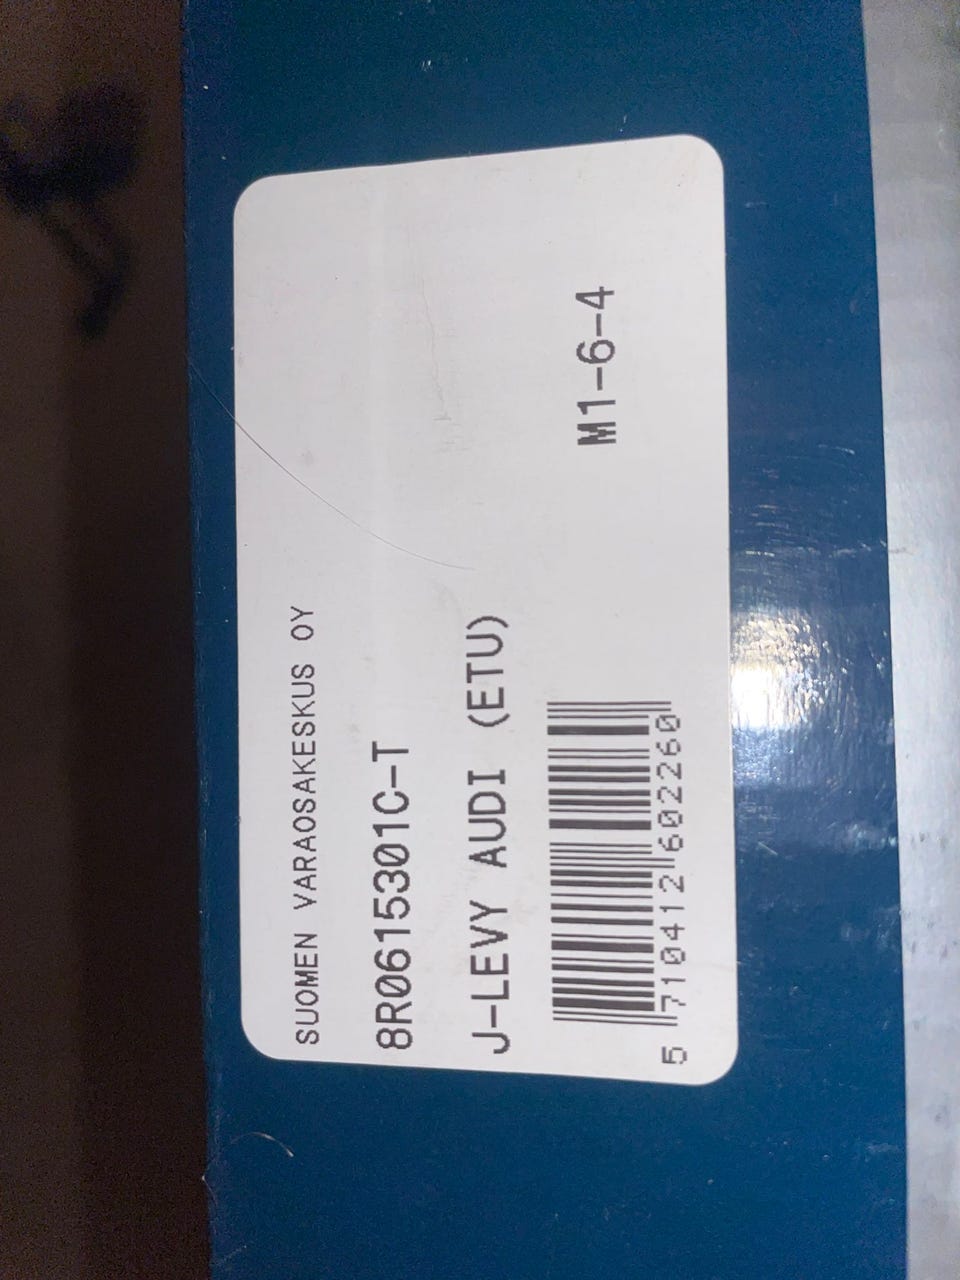 SUOMEN VARAOSAKESKUS OY
8R0615301C-T
J-LEVY AUDI (ETU)
M1-6-4
5 710412 602260